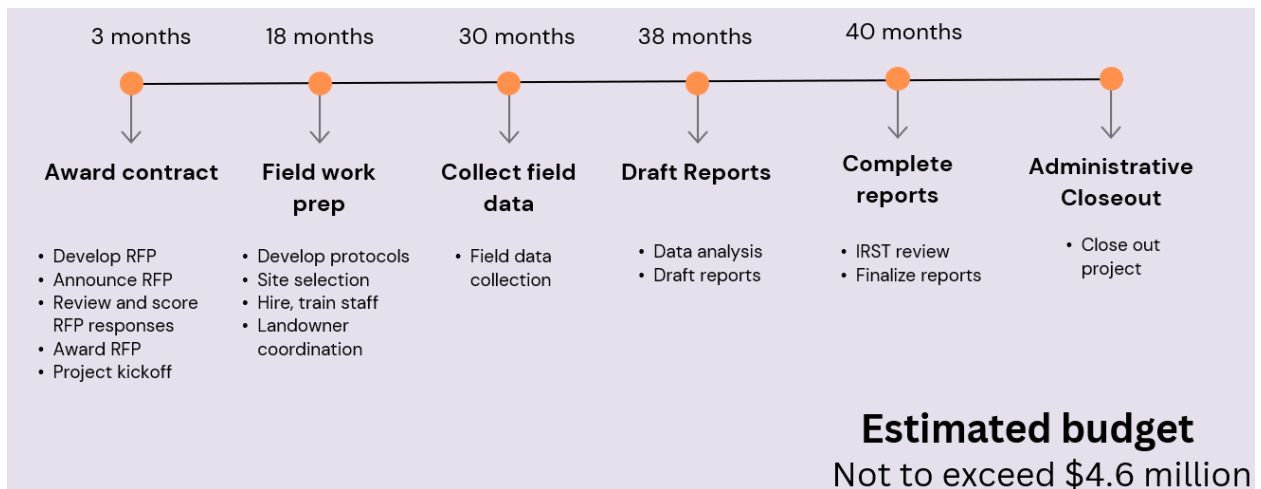 3 months
18 months
30 months
38 months
40 months
Award contract
• Develop RFP
• Announce RFP
• Review and score
RFP responses
• Award RFP
• Project kickoff
Field work
prep
• Develop protocols
• Site selection
• Hire, train staff
• Landowner
coordination
Collect field
data
• Field data
collection
Draft Reports
• Data analysis
• Draft reports
Complete
reports
• IRST review
• Finalize reports
Administrative
Closeout
• Close out
project
Estimated budget
Not to exceed $4.6 million